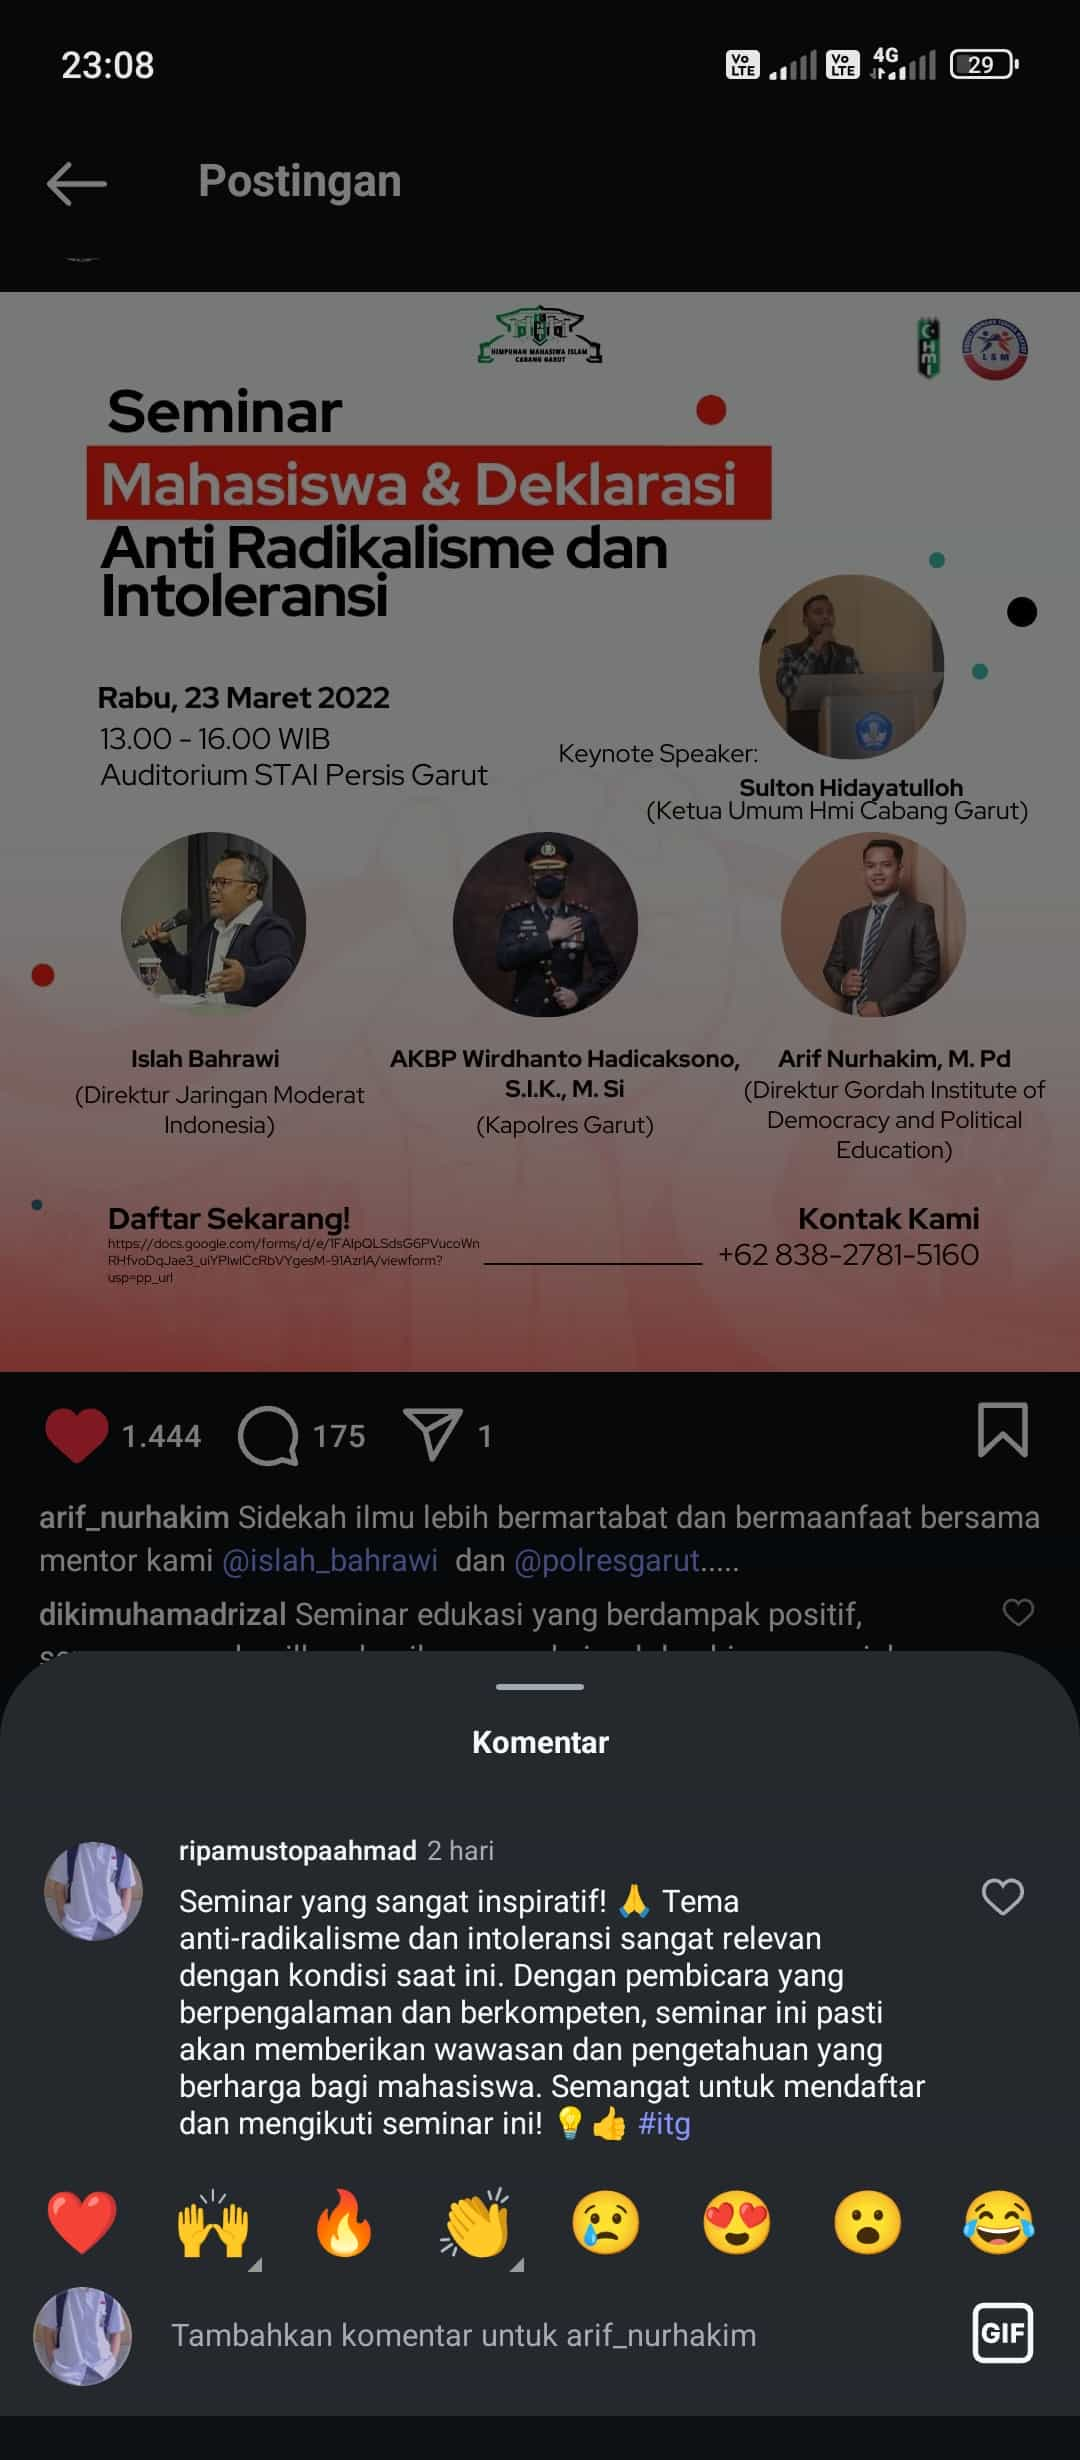 23:08
Vo LTE
Vo LTE
4G
29
Postingan
HIMPUNAN MAHASISWA ISLAM
CABANG GARUT
HMI
L S M
Seminar
Mahasiswa & Deklarasi
Anti Radikalisme dan
Intoleransi
Rabu, 23 Maret 2022
13.00 - 16.00 WIB
Auditorium STAI Persis Garut
Keynote Speaker:
Sulton Hidayatulloh
(Ketua Umum Hmi Cabang Garut)
Islah Bahrawi
(Direktur Jaringan Moderat
Indonesia)
AKBP Wirdhanto Hadicaksono,
S.I.K., M. Si
(Kapolres Garut)
Arif Nurhakim, M. Pd
(Direktur Gordah Institute of
Democracy and Political
Education)
Daftar Sekarang!
https://docs.google.com/forms/d/e/1FAIpQLSdsG6PVucoWn
RHfvoDqJae3_uiYPIwlCcRbVYgesM-91AzrIA/viewform?
usp=pp_url
Kontak Kami
+62 838-2781-5160
1.444
175
1
arif_nurhakim Sidekah ilmu lebih bermartabat dan bermaanfaat bersama
mentor kami @islah_bahrawi dan @polresgarut.....
dikimuhamadrizal Seminar edukasi yang berdampak positif,
Komentar
ripamustopaahmad 2 hari
Seminar yang sangat inspiratif! 🙏 Tema
anti-radikalisme dan intoleransi sangat relevan
dengan kondisi saat ini. Dengan pembicara yang
berpengalaman dan berkompeten, seminar ini pasti
akan memberikan wawasan dan pengetahuan yang
berharga bagi mahasiswa. Semangat untuk mendaftar
dan mengikuti seminar ini! 💡👍 #itg
Tambahkan komentar untuk arif_nurhakim
GIF